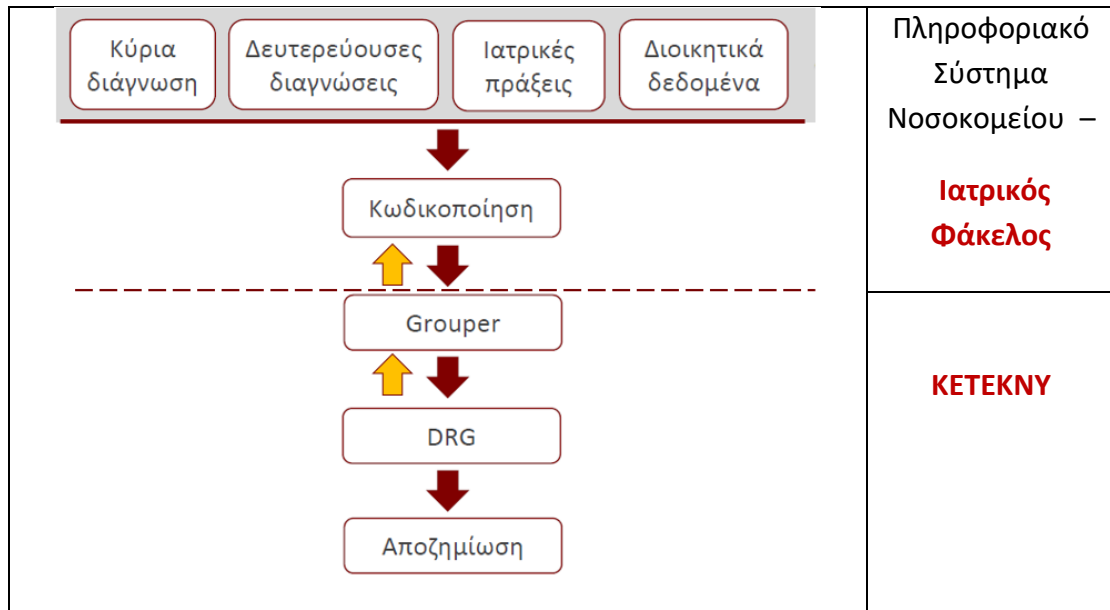 Κύρια
διάγνωση
Δευτερεύουσες
διαγνώσεις
Ιατρικές
πράξεις
Διοικητικά
δεδομένα
Κωδικοποίηση
Grouper
DRG
Αποζημίωση
Πληροφοριακό
Σύστημα
Νοσοκομείου –
Ιατρικός
Φάκελος
ΚΕΤΕΚΝΥ